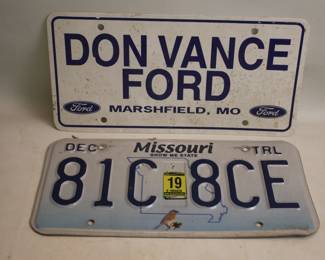 DON VANCE
FORD
Ford MARSHFIELD, MO Ford
DEC Missouri TRL
SHOW ME STATE
81C 8CE
19